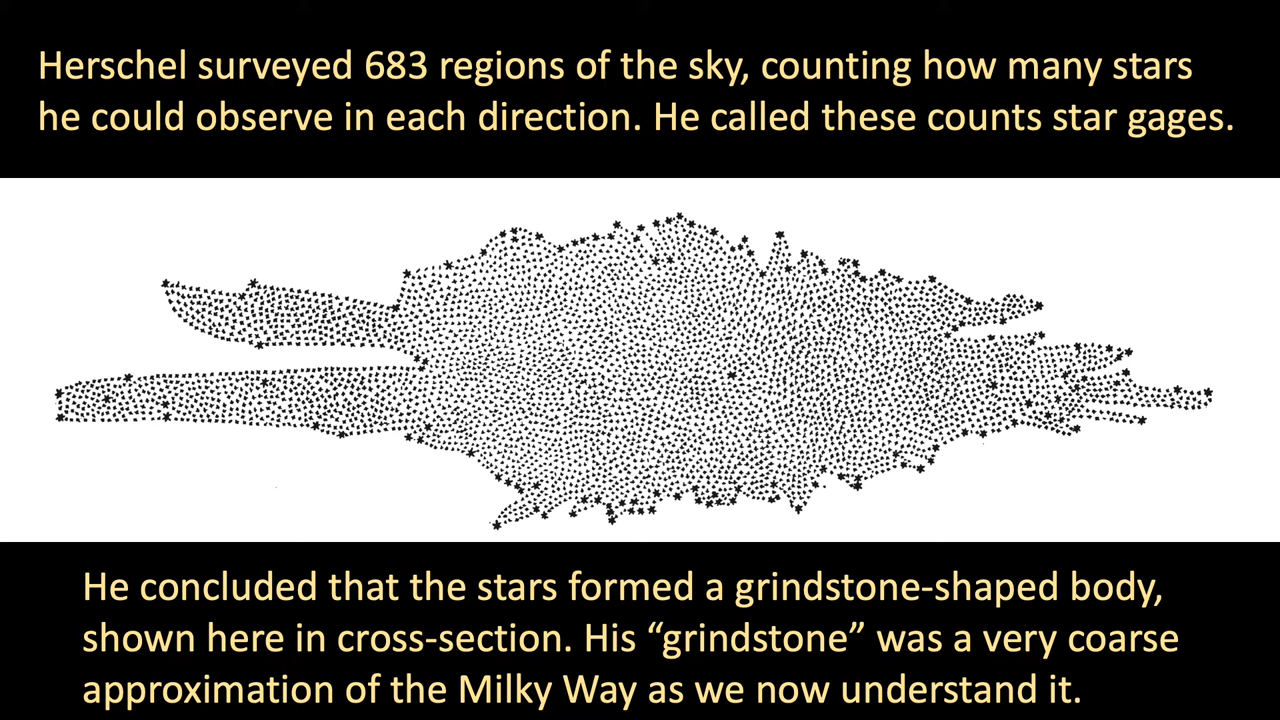 Herschel surveyed 683 regions of the sky, counting how many stars
he could observe in each direction. He called these counts star gages.
He concluded that the stars formed a grindstone-shaped body,
shown here in cross-section. His “grindstone” was a very coarse
approximation of the Milky Way as we now understand it.